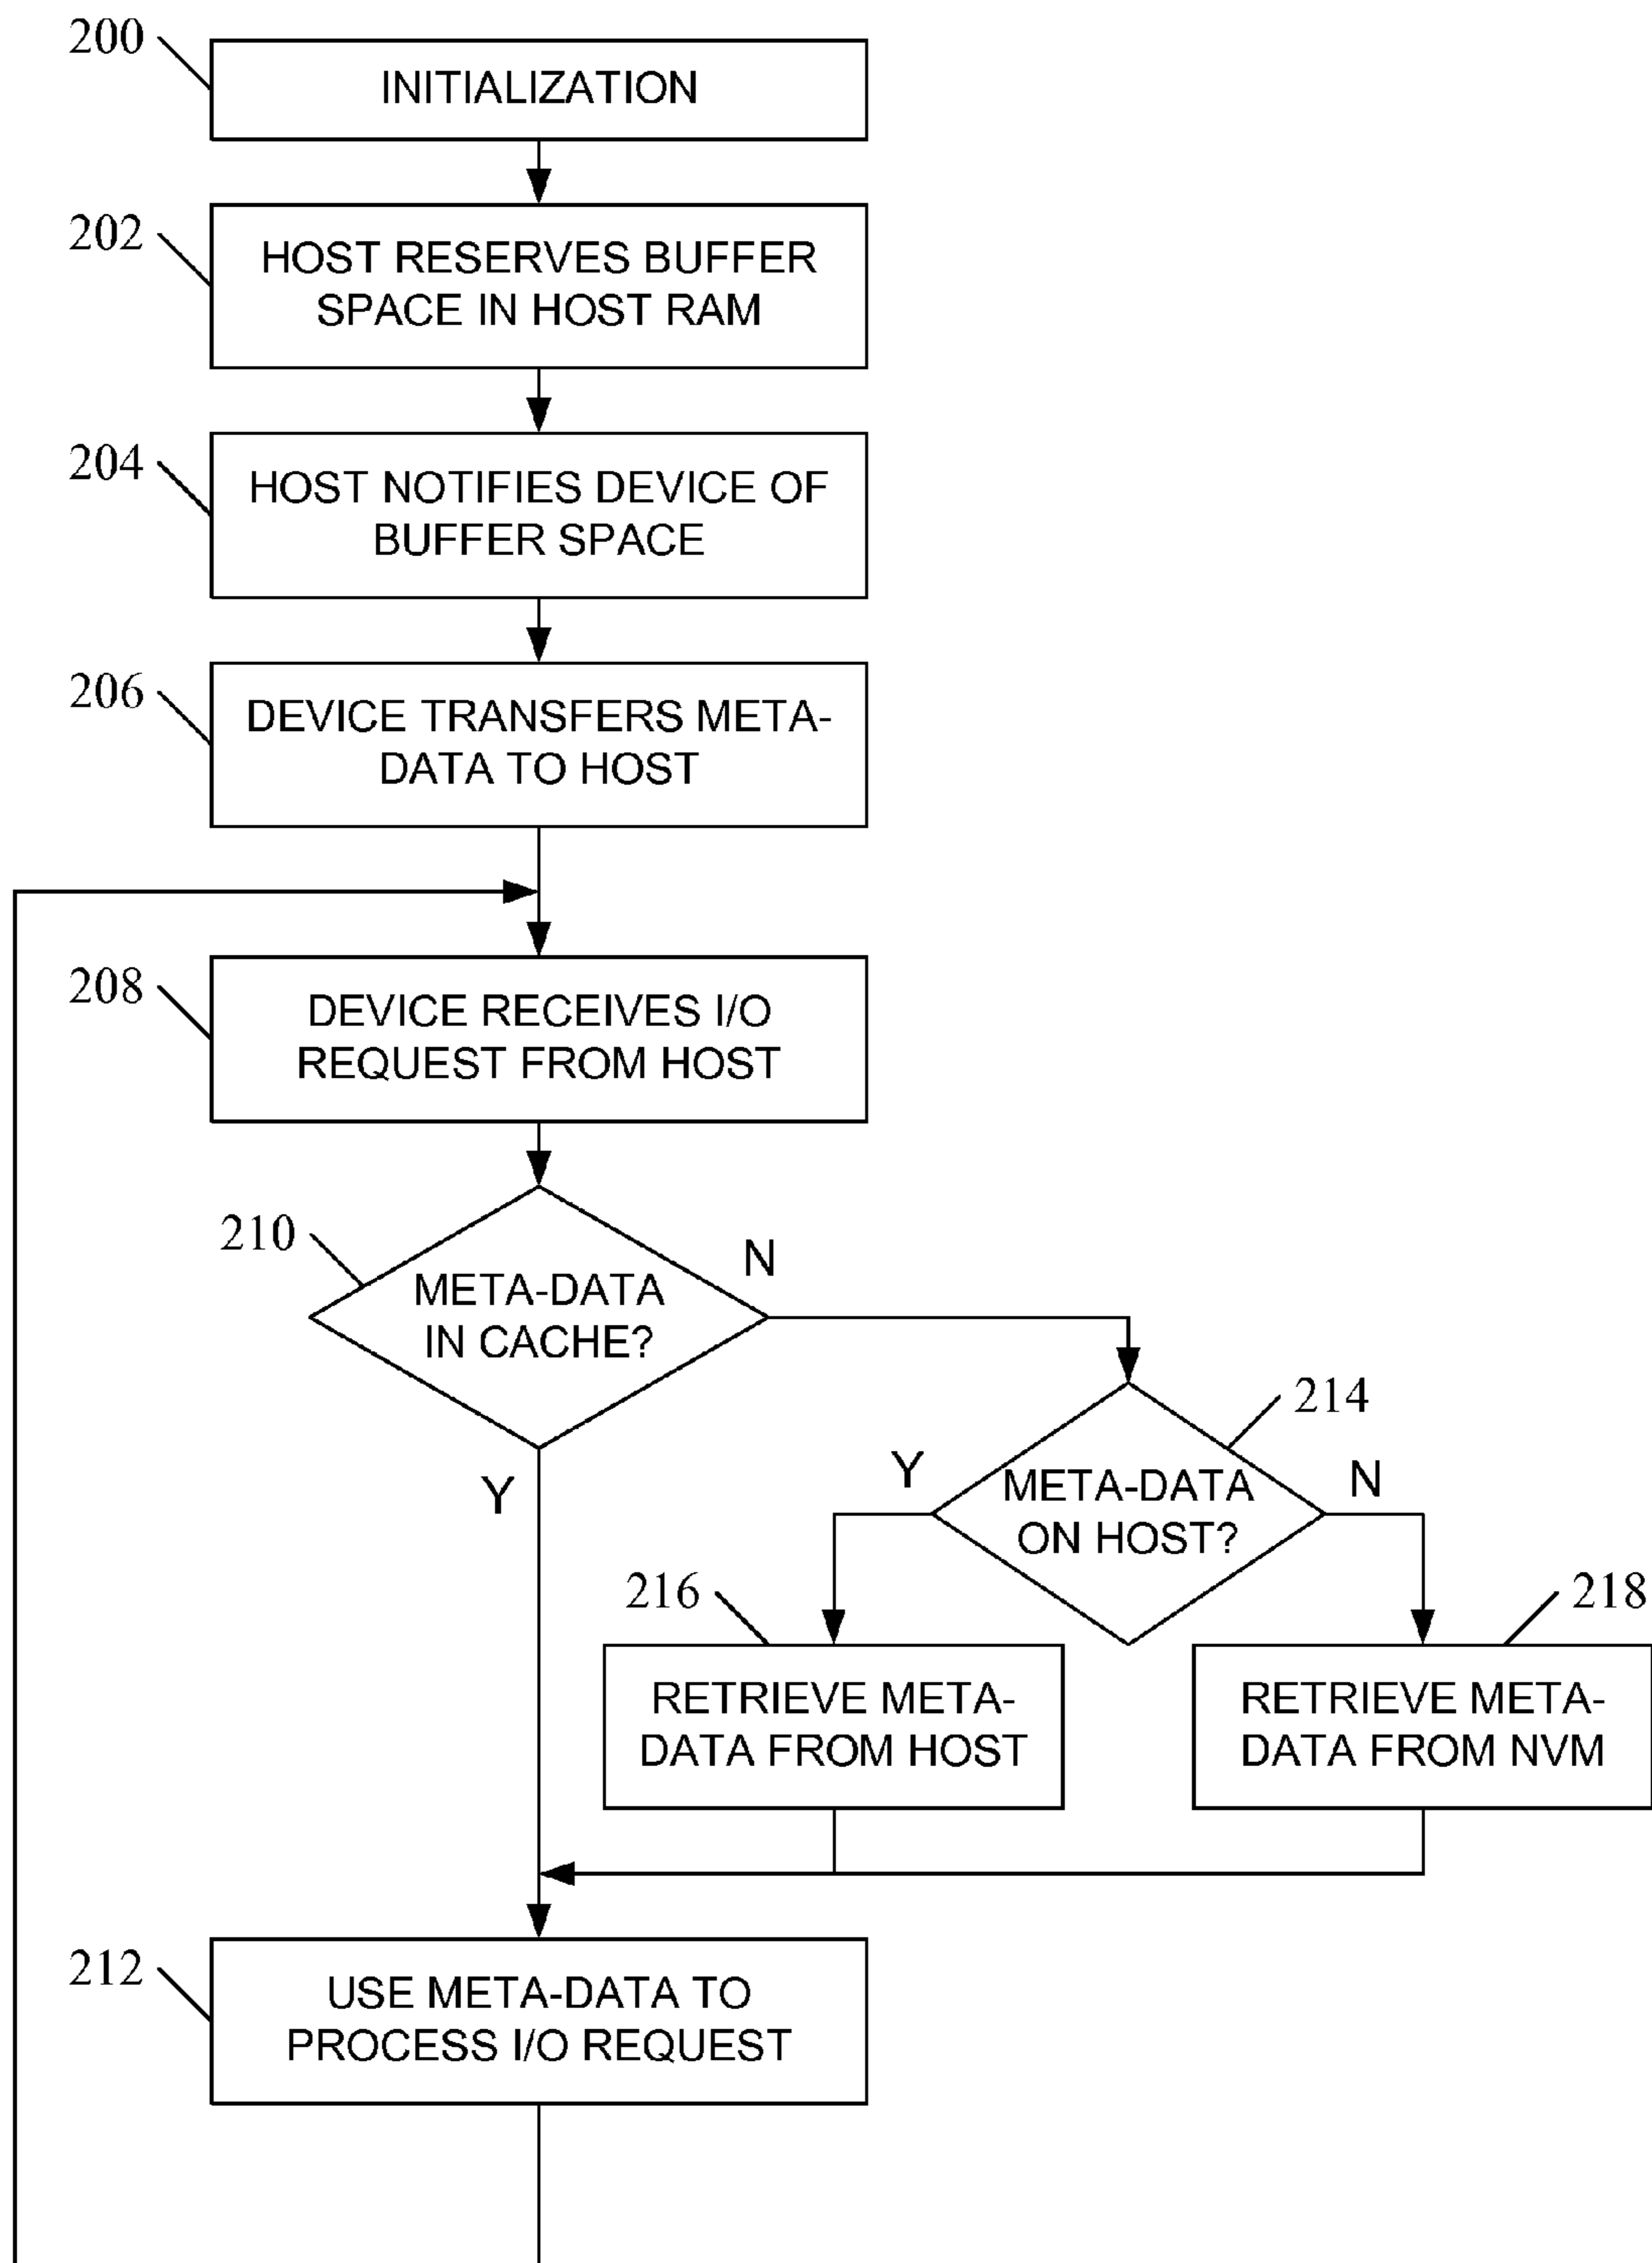 200
INITIALIZATION
202
HOST RESERVES BUFFER
SPACE IN HOST RAM
204
HOST NOTIFIES DEVICE OF
BUFFER SPACE
206
DEVICE TRANSFERS META-
DATA TO HOST
208
DEVICE RECEIVES I/O
REQUEST FROM HOST
210
META-DATA
IN CACHE?
N
Y
214
META-DATA
ON HOST?
Y
N
216
RETRIEVE META-
DATA FROM HOST
218
RETRIEVE META-
DATA FROM NVM
212
USE META-DATA TO
PROCESS I/O REQUEST